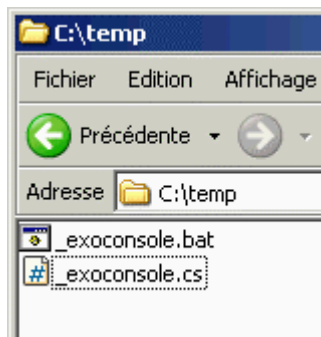 C:\temp
Fichier Edition Affichage
Précédente
Adresse C:\temp
_exoconsole.bat
_exoconsole.cs